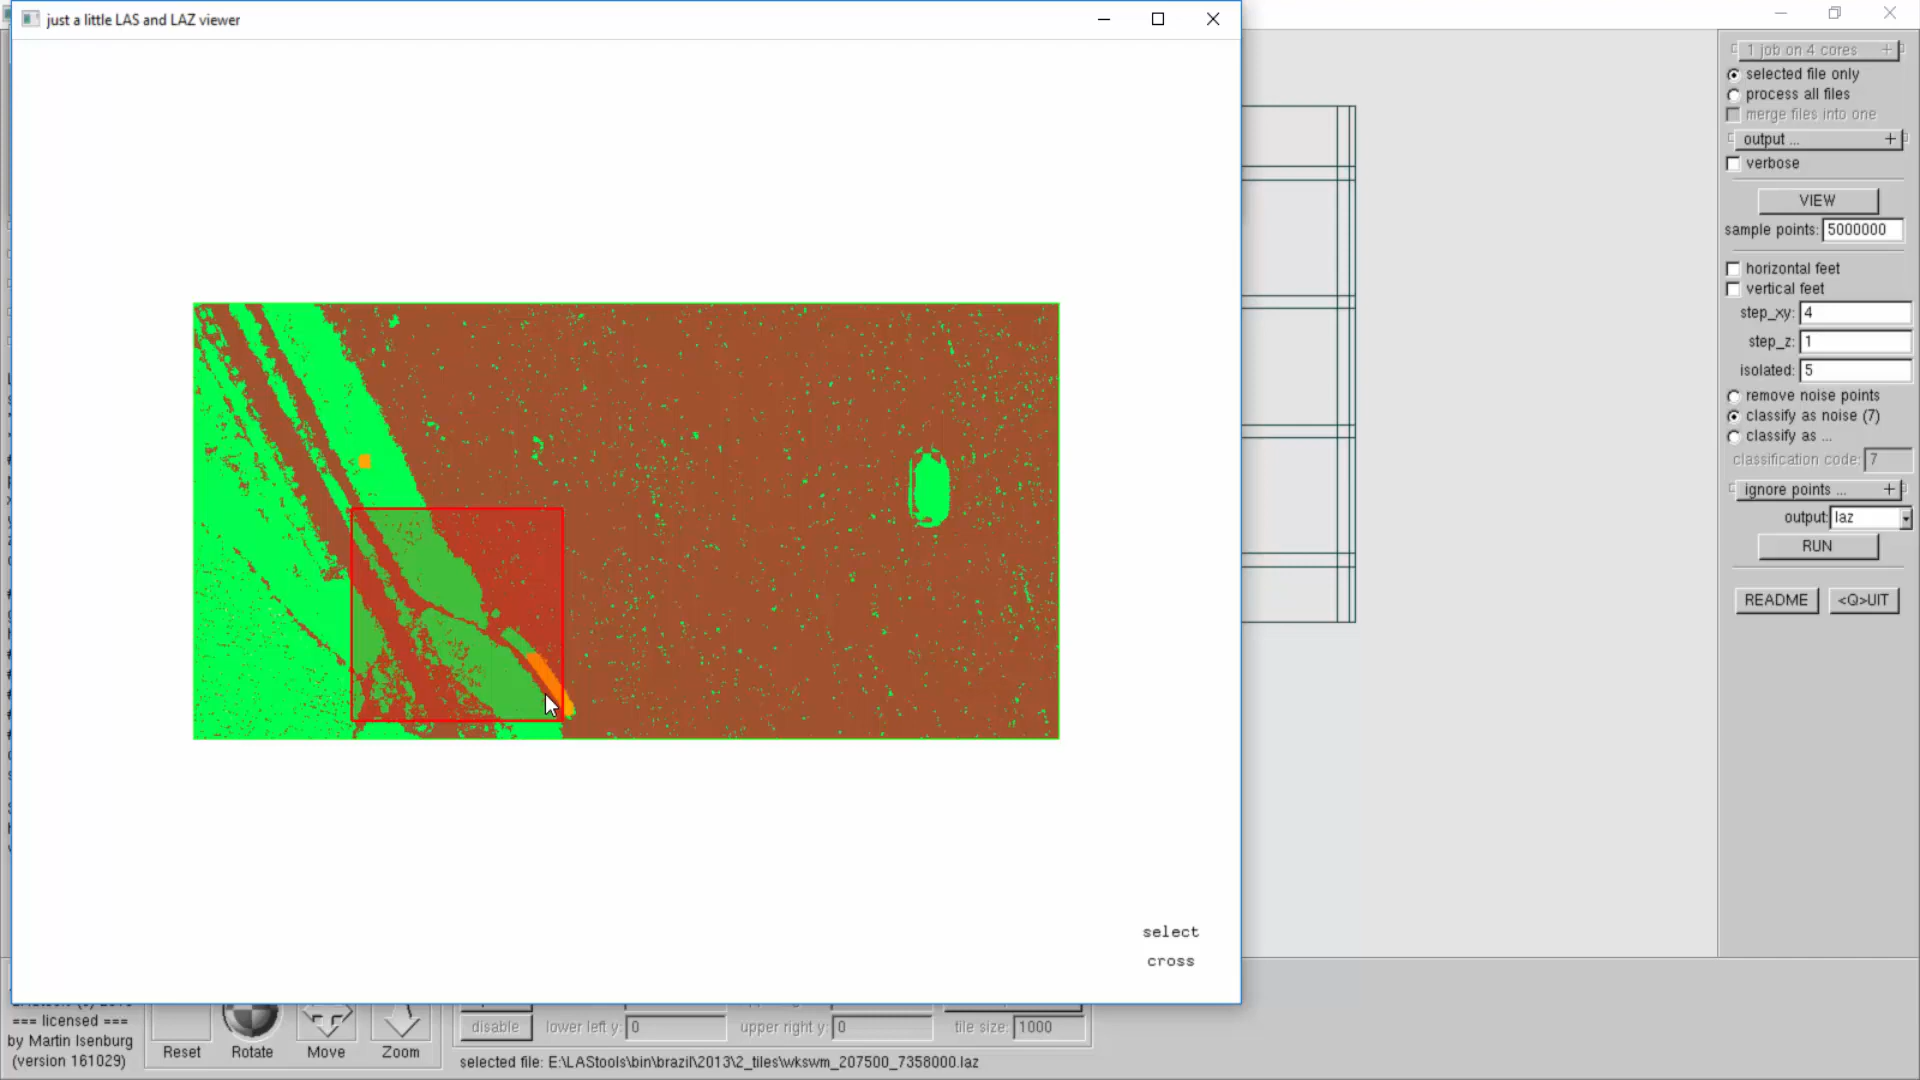 just a little LAS and LAZ viewer
1 job on 4 cores +
selected file only
process all files
merge files into one
output ... +
verbose
VIEW
sample points: 5000000
horizontal feet
vertical feet
step_xy: 4
step_z: 1
isolated: 5
remove noise points
classify as noise (7)
classify as ...
classification code: 7
ignore points ... +
output: laz
RUN
README <Q>UIT
select
cross
=== licensed ===
by Martin Isenburg
(version 161029)
Reset Rotate Move Zoom
disable lower left y: 0 upper right y: 0 tile size: 1000
selected file: E:\LAStools\bin\brazil\2013\2_tiles\wkswm_207500_7358000.laz